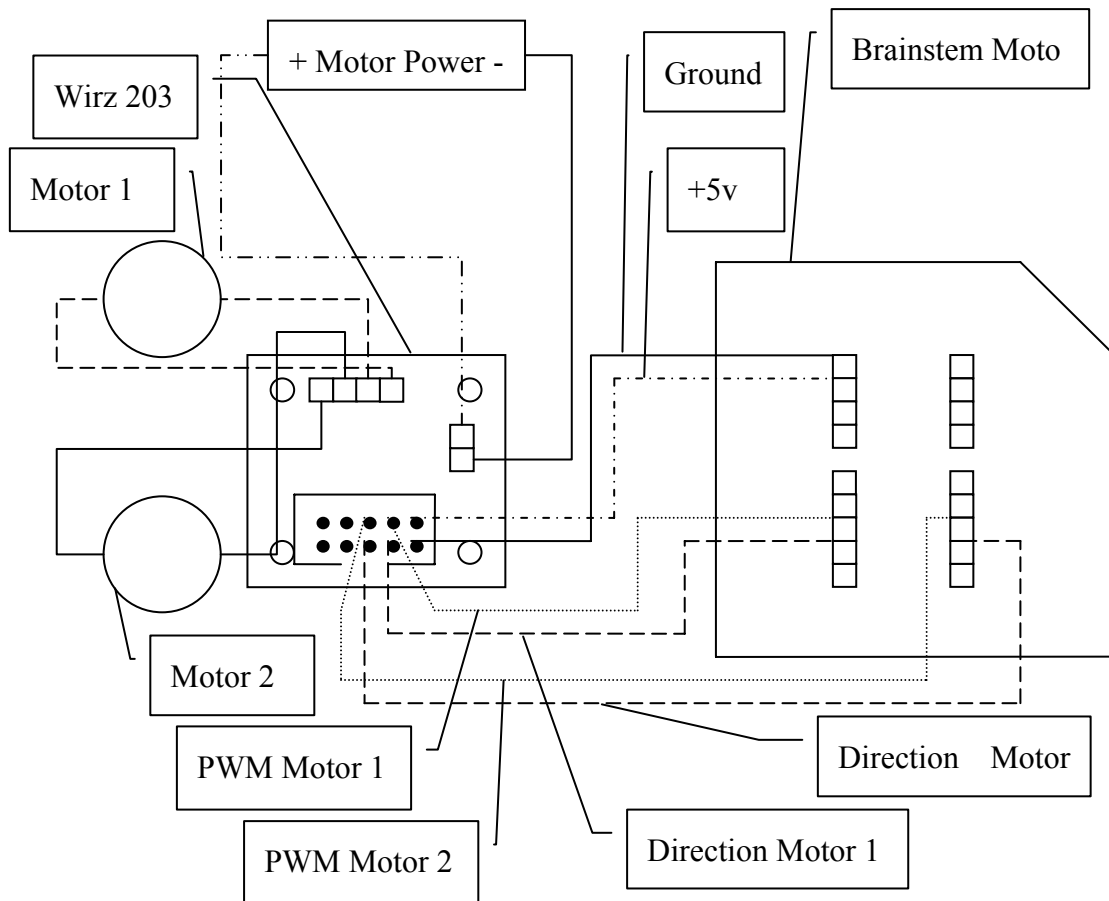 + Motor Power -
Brainstem Moto
Ground
Wirz 203
Motor 1
+5v
Motor 2
PWM Motor 1
Direction Motor
PWM Motor 2
Direction Motor 1